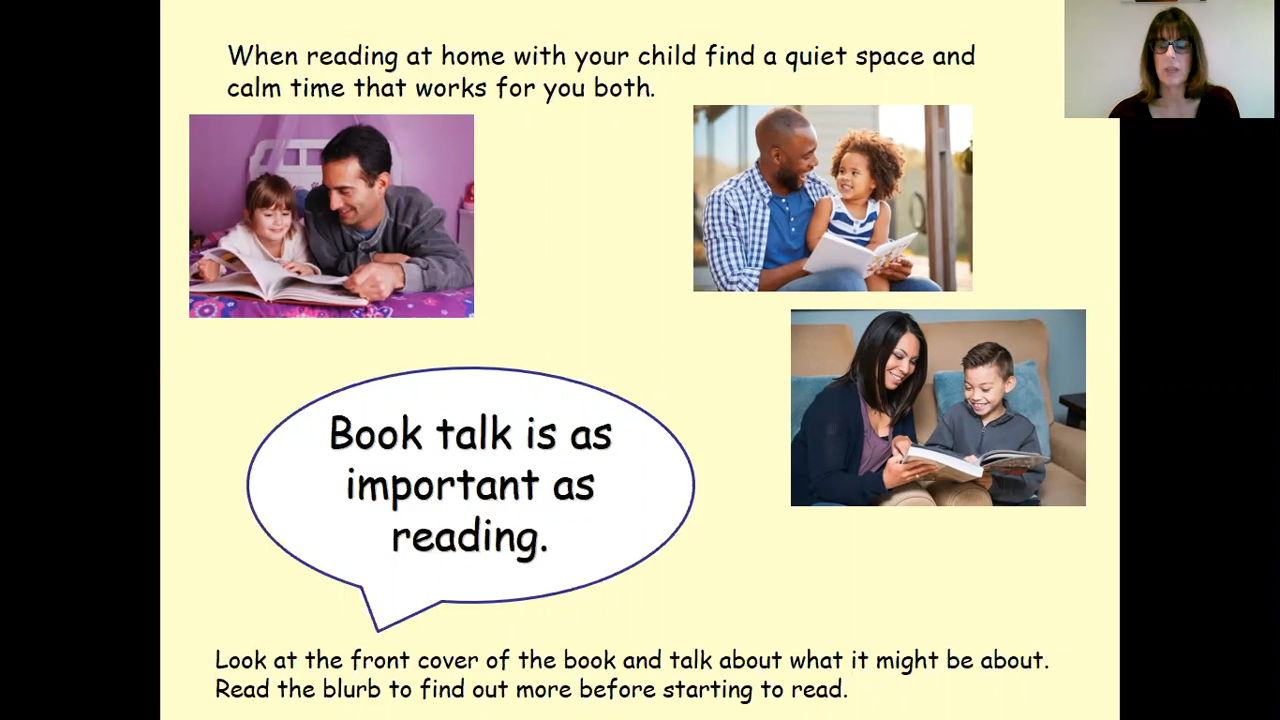 When reading at home with your child find a quiet space and
calm time that works for you both.
Book talk is as
important as
reading.
Look at the front cover of the book and talk about what it might be about.
Read the blurb to find out more before starting to read.